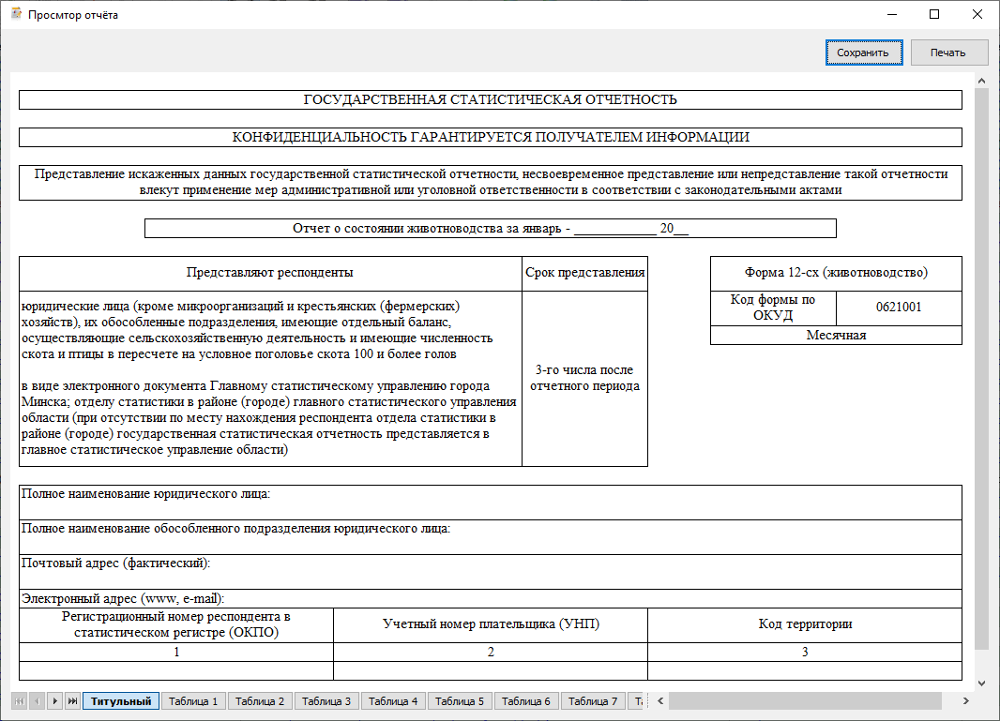 Просмтор отчёта
Сохранить
Печать
ГОСУДАРСТВЕННАЯ СТАТИСТИЧЕСКАЯ ОТЧЕТНОСТЬ
КОНФИДЕНЦИАЛЬНОСТЬ ГАРАНТИРУЕТСЯ ПОЛУЧАТЕЛЕМ ИНФОРМАЦИИ
Представление искаженных данных государственной статистической отчетности, несвоевременное представление или непредставление такой отчетности
влекут применение мер административной или уголовной ответственности в соответствии с законодательными актами
Отчет о состоянии животноводства за январь - ____________ 20__
Представляют респонденты
Срок представления
юридические лица (кроме микроорганизаций и крестьянских (фермерских)
хозяйств), их обособленные подразделения, имеющие отдельный баланс,
осуществляющие сельскохозяйственную деятельность и имеющие численность
скота и птицы в пересчете на условное поголовье скота 100 и более голов
в виде электронного документа Главному статистическому управлению города
Минска; отделу статистики в районе (городе) главного статистического управления
области (при отсутствии по месту нахождения респондента отдела статистики в
районе (городе) государственная статистическая отчетность представляется в
главное статистическое управление области)
3-го числа после
отчетного периода
Форма 12-сх (животноводство)
Код формы по
ОКУД
0621001
Месячная
Полное наименование юридического лица:
Полное наименование обособленного подразделения юридического лица:
Почтовый адрес (фактический):
Электронный адрес (www, e-mail):
Регистрационный номер респондента в
статистическом регистре (ОКПО)
Учетный номер плательщика (УНП)
Код территории
1
2
3
Титульный
Таблица 1
Таблица 2
Таблица 3
Таблица 4
Таблица 5
Таблица 6
Таблица 7